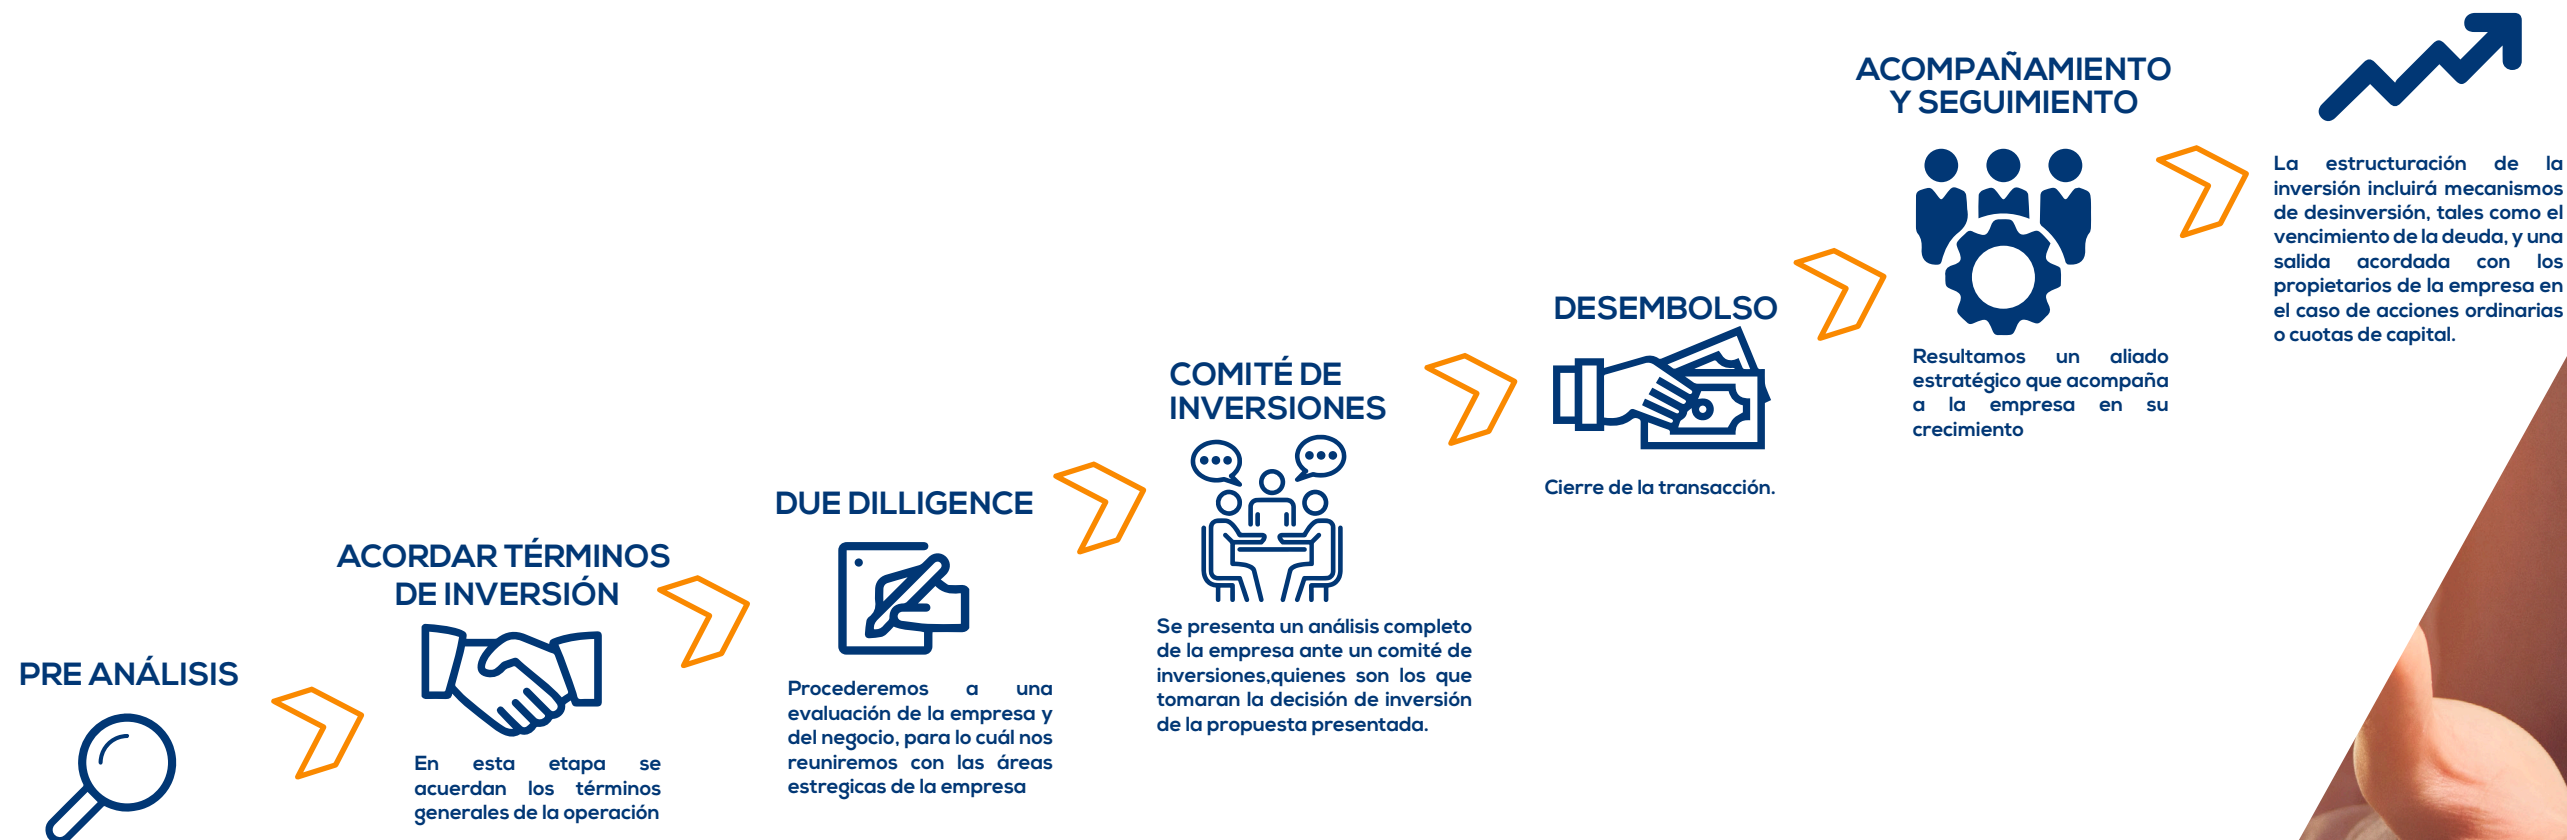 PRE ANÁLISIS
ACORDAR TÉRMINOS
DE INVERSIÓN
En esta etapa se
acuerdan los términos
generales de la operación
DUE DILLIGENCE
Procederemos a una
evaluación de la empresa y
del negocio, para lo cuál nos
reuniremos con las áreas
estregicas de la empresa
COMITÉ DE
INVERSIONES
Se presenta un análisis completo
de la empresa ante un comité de
inversiones,quienes son los que
tomaran la decisión de inversión
de la propuesta presentada.
DESEMBOLSO
Cierre de la transacción.
ACOMPAÑAMIENTO
Y SEGUIMIENTO
Resultamos un aliado
estratégico que acompaña
a la empresa en su
crecimiento
La estructuración de la
inversión incluirá mecanismos
de desinversión, tales como el
vencimiento de la deuda, y una
salida acordada con los
propietarios de la empresa en
el caso de acciones ordinarias
o cuotas de capital.